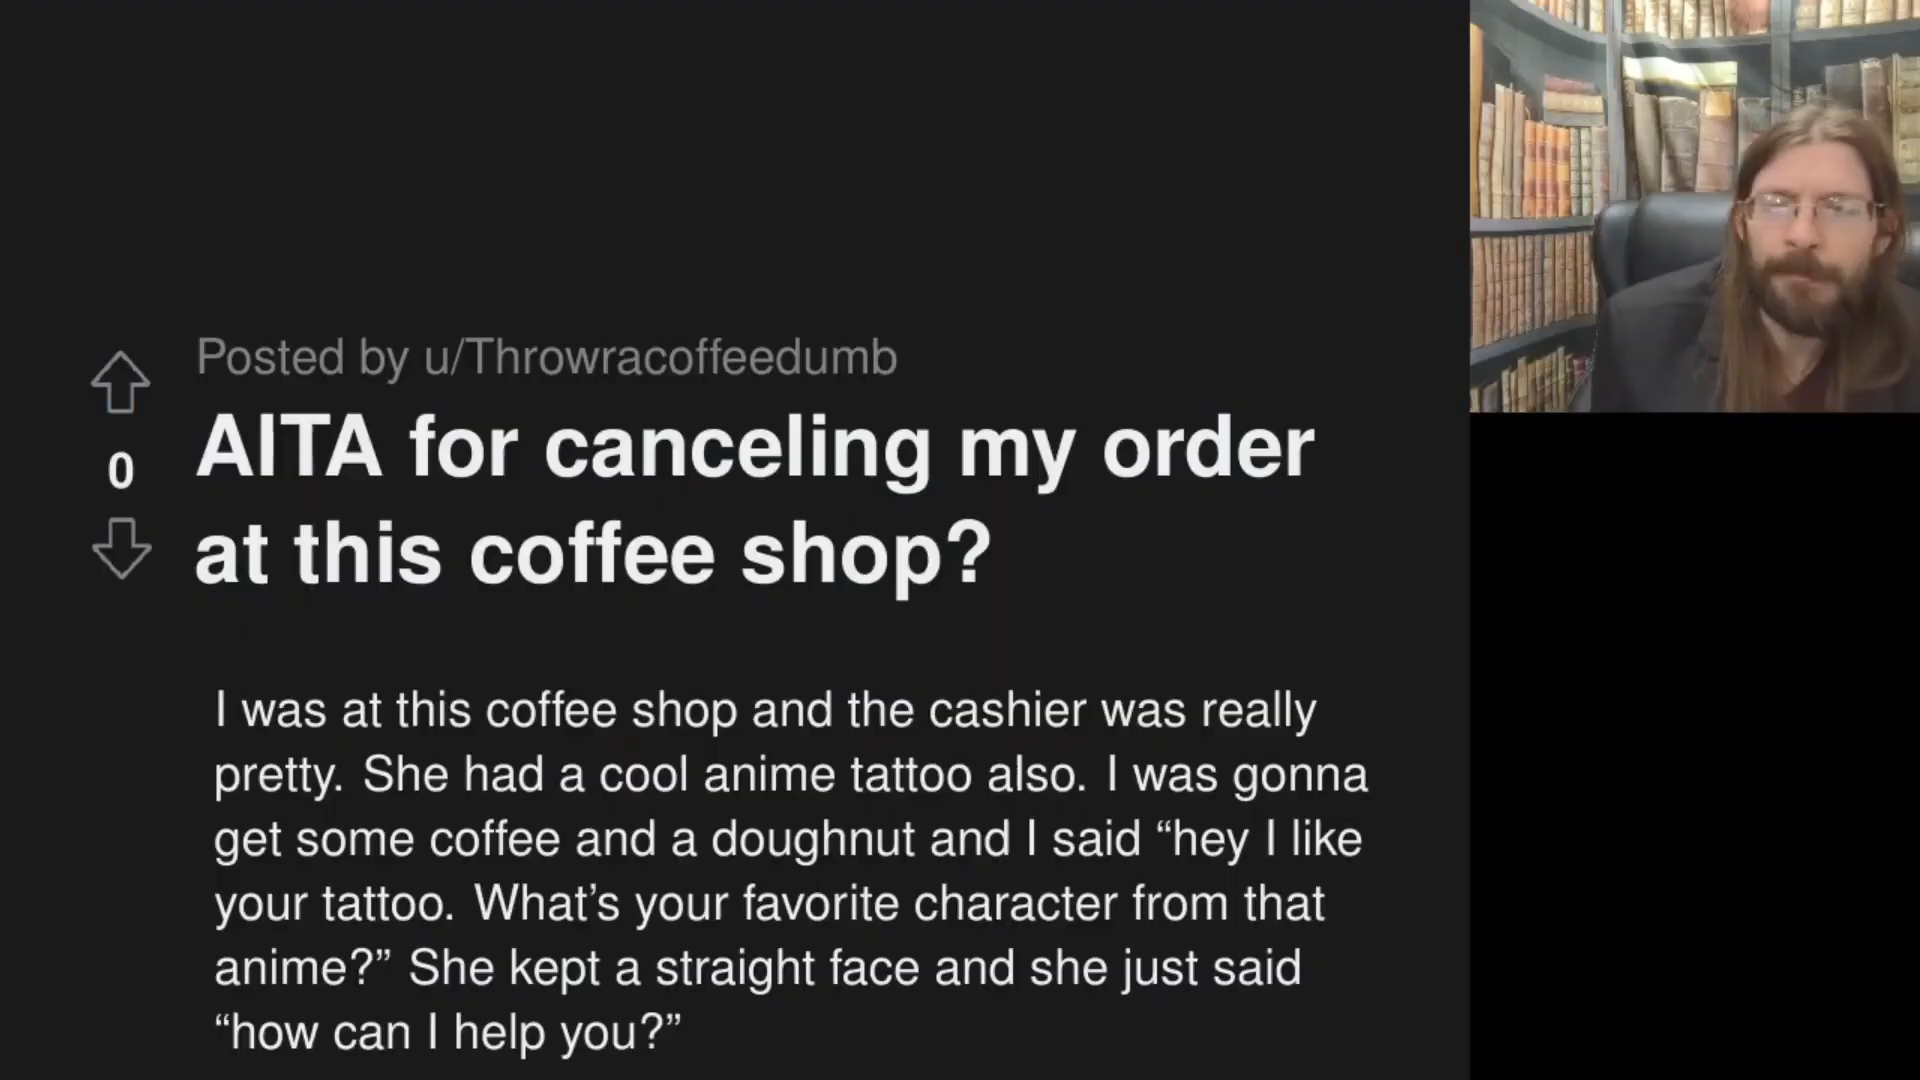 Posted by u/Throwracoffeedumb
AITA for canceling my order
at this coffee shop?
0
I was at this coffee shop and the cashier was really
pretty. She had a cool anime tattoo also. I was gonna
get some coffee and a doughnut and I said “hey I like
your tattoo. What’s your favorite character from that
anime?” She kept a straight face and she just said
“how can I help you?”